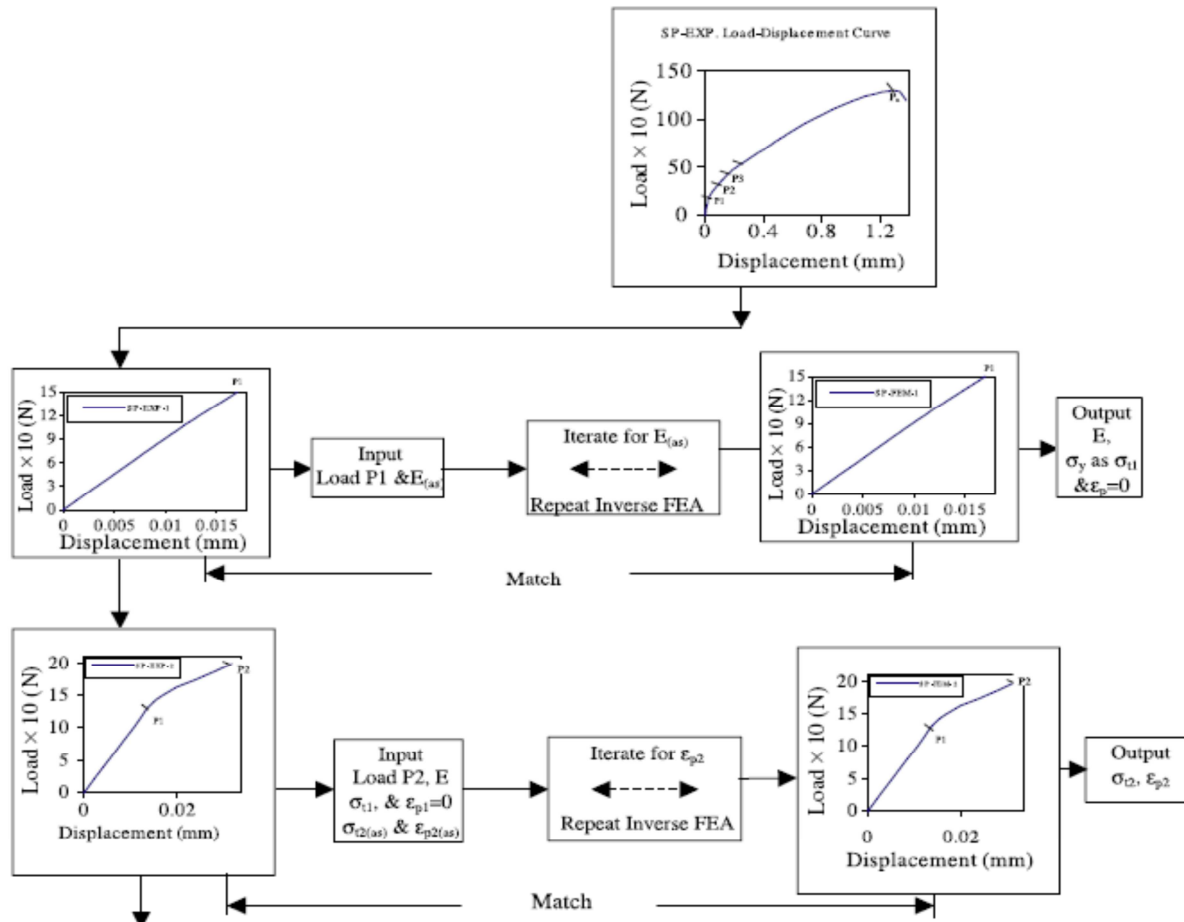 SP-EXP. Load-Displacement Curve
150
100
50
0
Load × 10 (N)
P1
P2
P3
0 0.4 0.8 1.2
Displacement (mm)
P1
15
12
9
6
3
0
Load × 10 (N)
SP-EXP-1
0 0.005 0.01 0.015
Displacement (mm)
Input
Load P1 &E(as)
Iterate for E(as)
Repeat Inverse FEA
P1
15
12
9
6
3
0
Load × 10 (N)
SP-FEM-1
0 0.005 0.01 0.015
Displacement (mm)
Output
E,
σy as σt1
&εp=0
Match
20
15
10
5
0
Load × 10 (N)
P2
P1
0 0.02
Displacement (mm)
Input
Load P2, E
σt1, & εp1=0
σt2(as) & εp2(as)
Iterate for εp2
Repeat Inverse FEA
20
15
10
5
0
Load × 10 (N)
P2
P1
0 0.02
Displacement (mm)
Output
σt2, εp2
Match